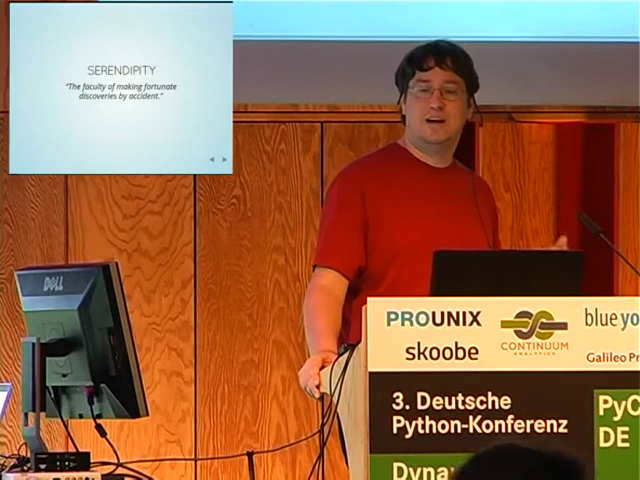 SERENDIPITY
"The faculty of making fortunate
discoveries by accident."
DELL
PROUNIX
CONTINUUM
ANALYTICS
blue yo
skoobe
Galileo Pr
3. Deutsche
Python-Konferenz
PyC
DE
Dyna